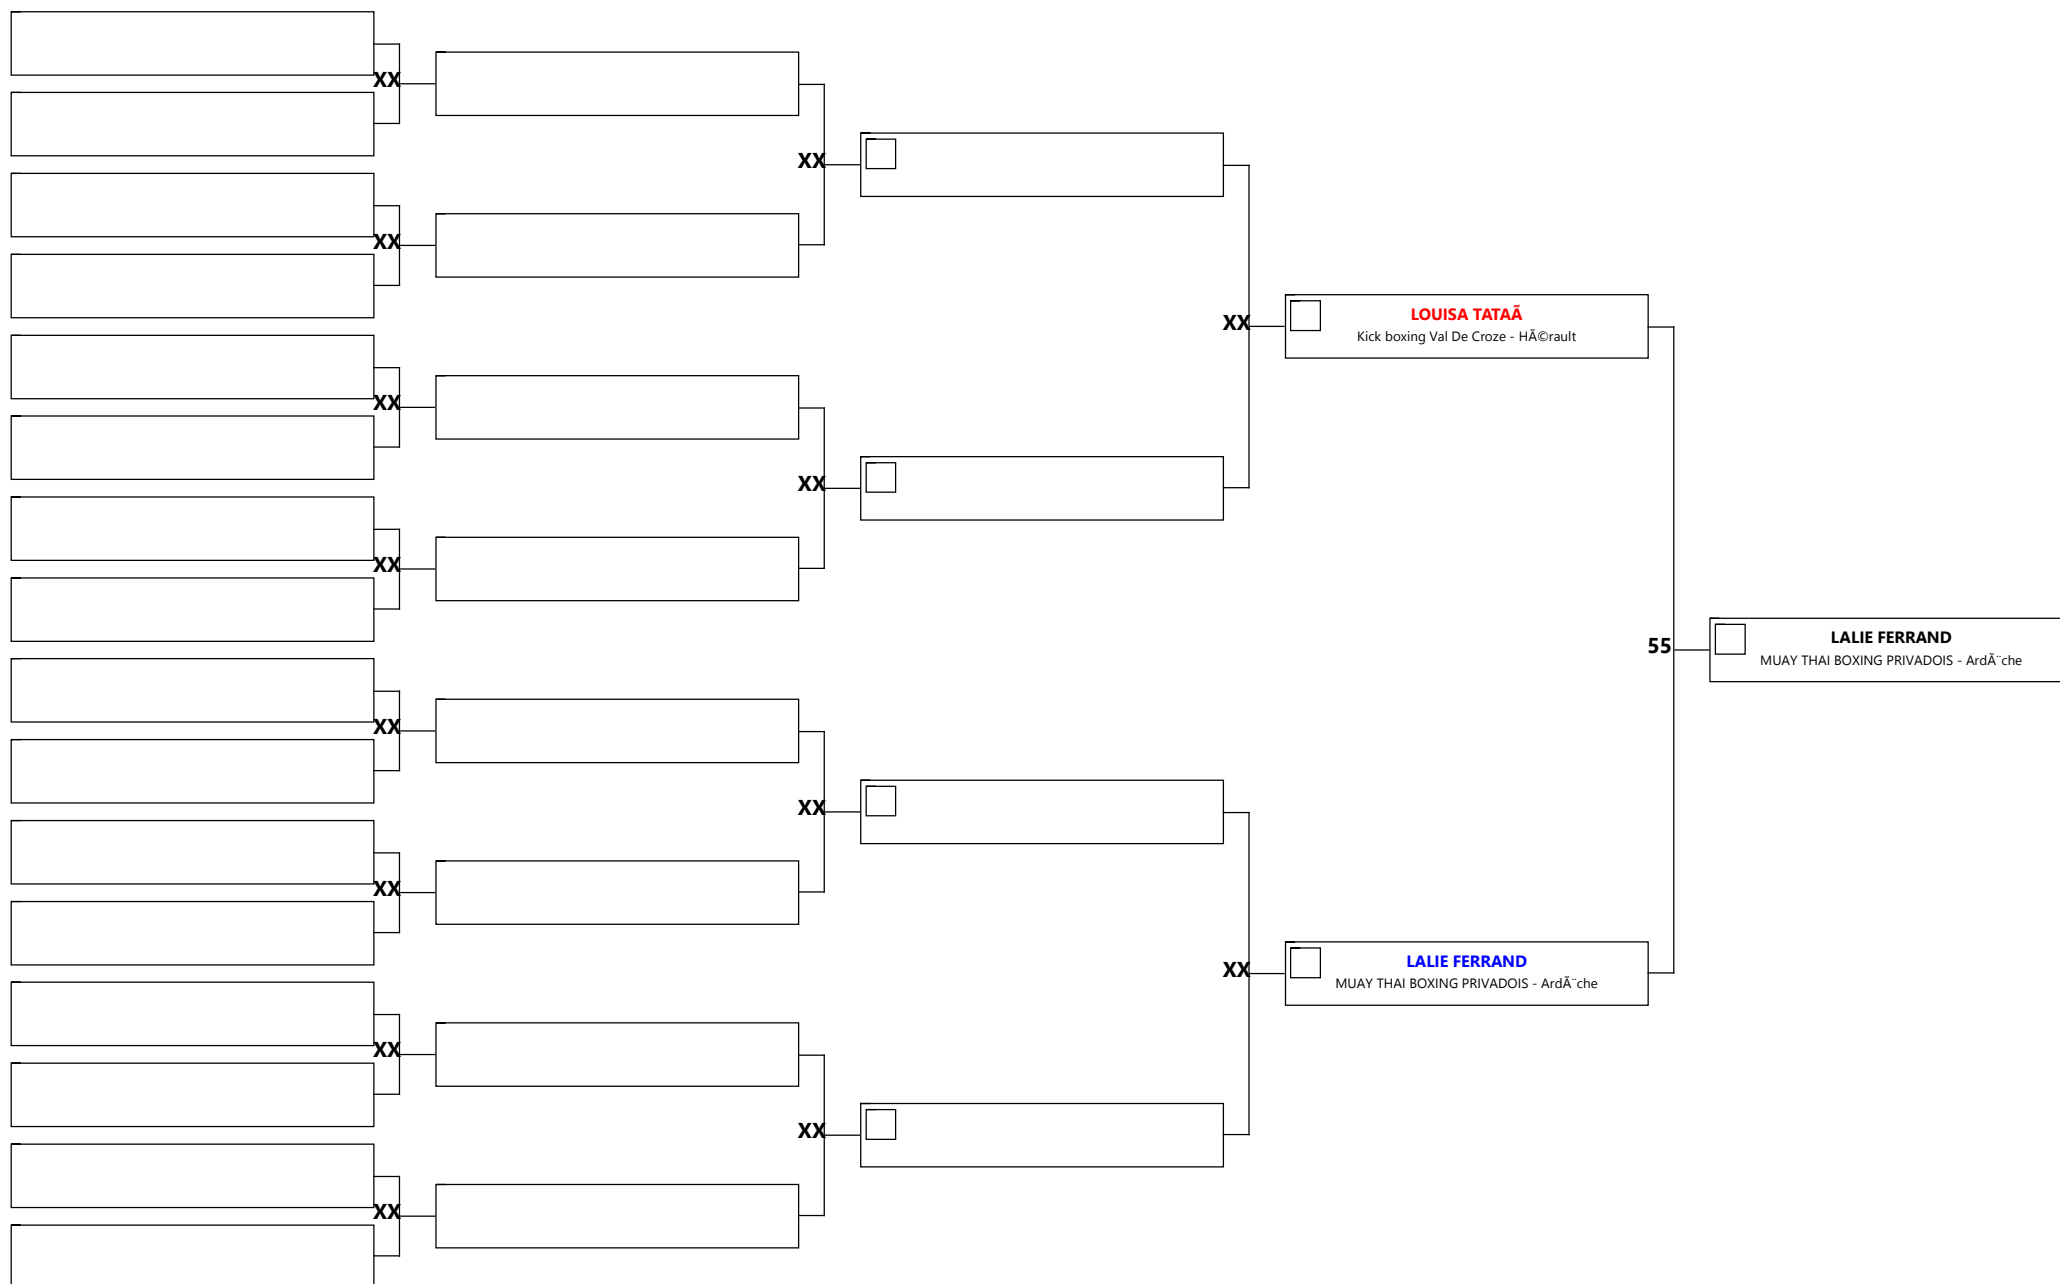 XX
XX
XX
XX
XX
XX
XX
XX
XX
XX
XX
XX
XX
LOUISA TATAÃ
Kick boxing Val De Croze - HÃ©rault
XX
LALIE FERRAND
MUAY THAI BOXING PRIVADOIS - ArdÃ¨che
55
LALIE FERRAND
MUAY THAI BOXING PRIVADOIS - ArdÃ¨che